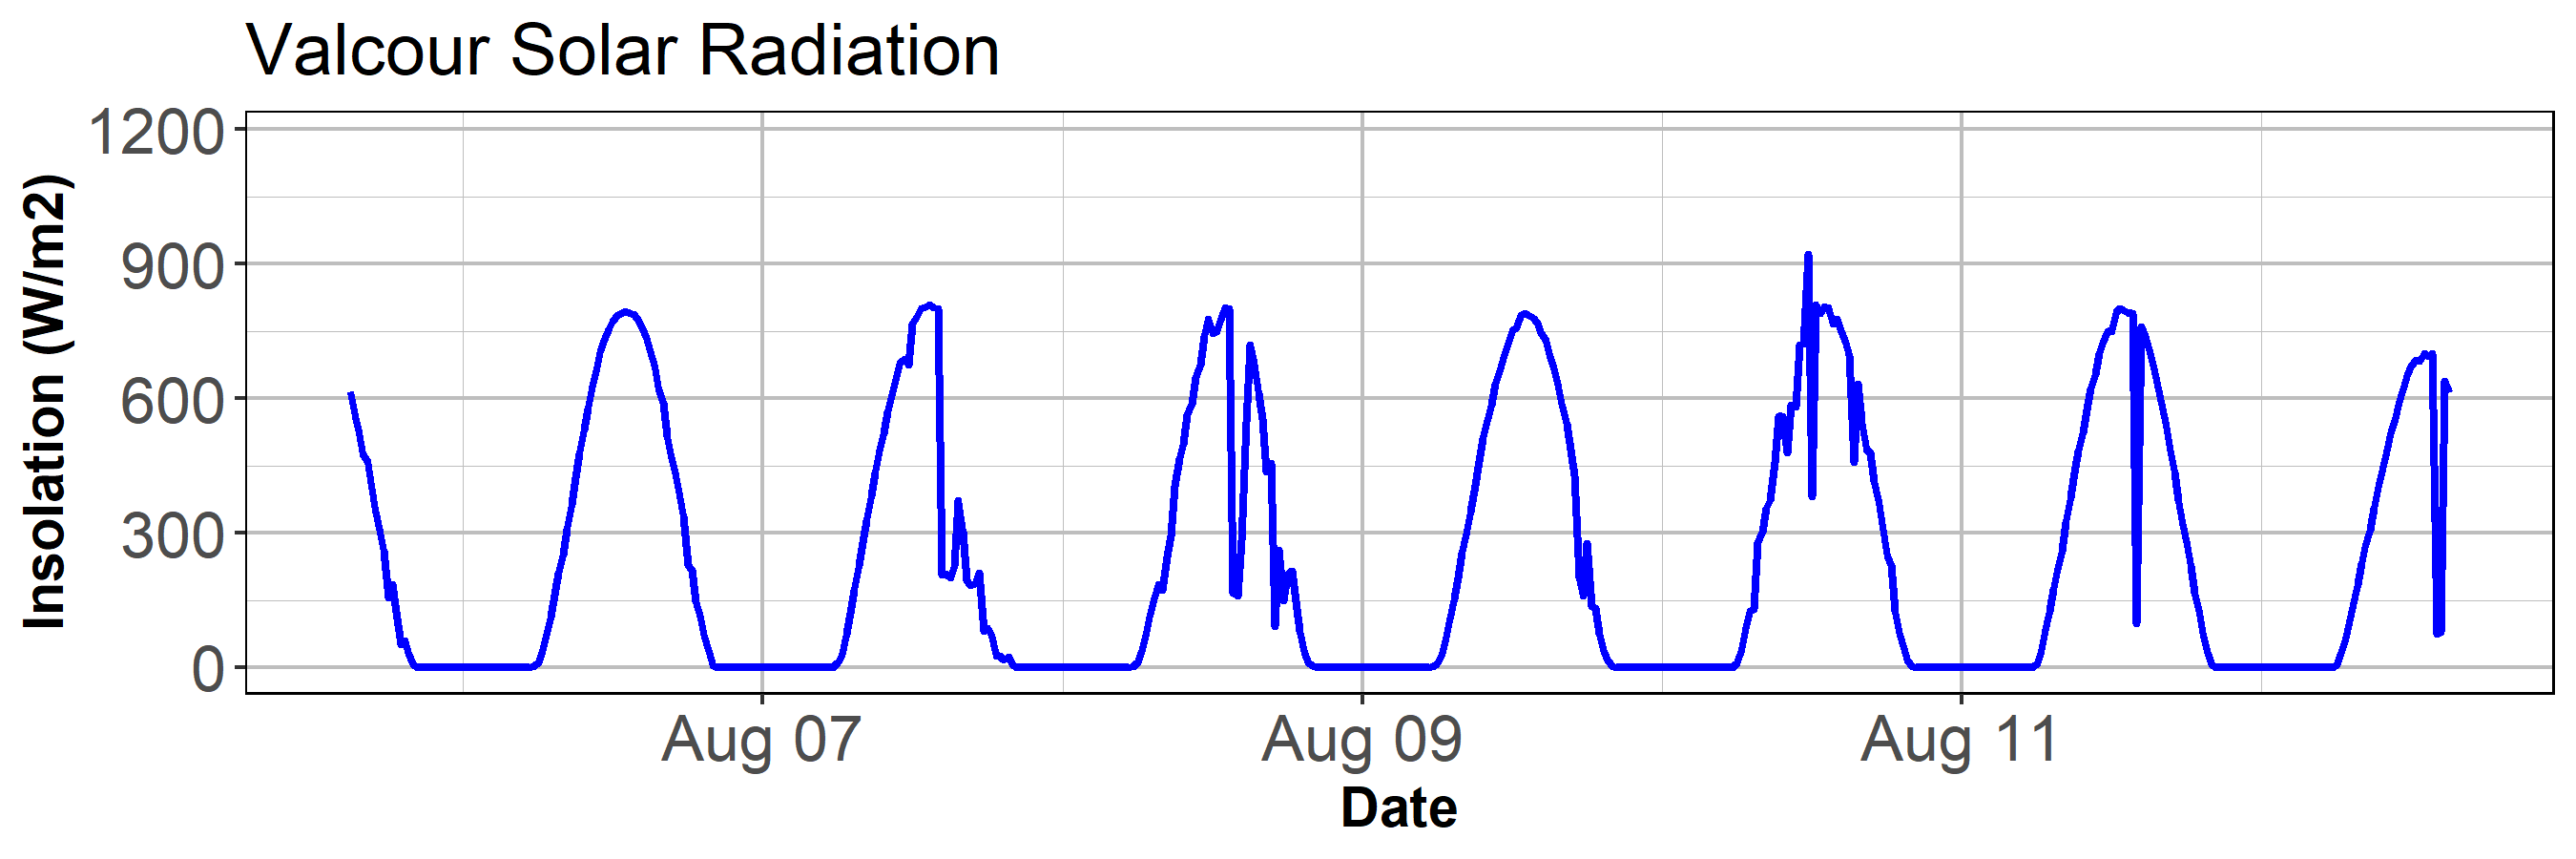 Valcour Solar Radiation
1200
900
600
300
0
Insolation (W/m2)
Aug 07
Aug 09
Aug 11
Date